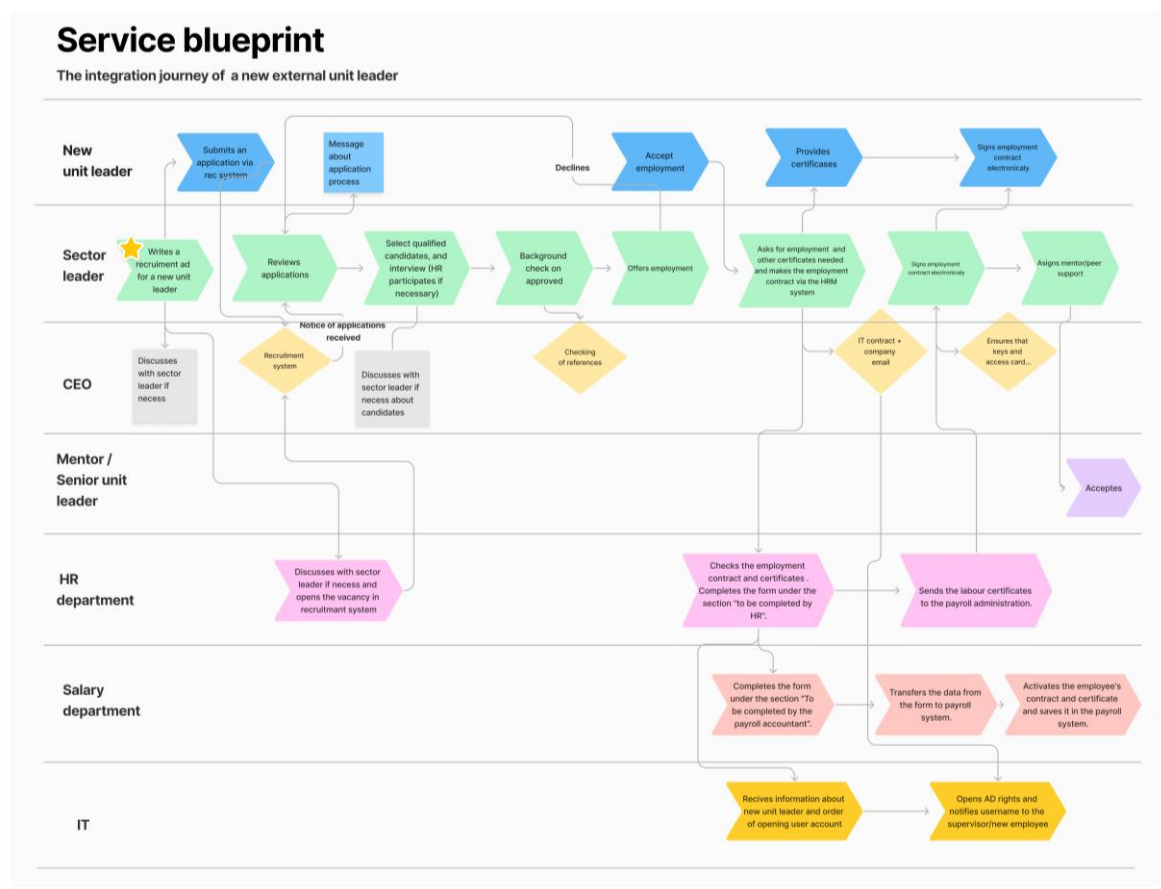 Service blueprint
The integration journey of a new external unit leader
New
unit leader
Submits an
application via
rec system
Message
about
application
process
Declines
Accept
employment
Provides
certificases
Signs employment
contract
electronicaly
Sector
leader
Writes a
recruiment ad
for a new unit
leader
Reviews
applications
Select qualified
candidates, and
interview (HR
participates if
necessary)
Background
check on
approved
Offers employment
Asks for employment and
other certificates needed
and makes the employment
contract via the HRM
system
Signs employment
contract electronicaly
Asigns mentor/peer
support
Notice of applications
received
CEO
Discusses
with sector
leader if
necess
Recruitment
system
Discusses with
sector leader if
necess about
candidates
Checking
of references
IT contract +
company
email
Ensures that
keys and
access card...
Mentor /
Senior unit
leader
Acceptes
HR
department
Discusses with sector
leader if necess and
opens the vacancy in
recruitmant system
Checks the employment
contract and certificates .
Completes the form under the
section "to be completed by
HR".
Sends the labour certificates
to the payroll administration.
Salary
department
Completes the form
under the section "To
be completed by the
payroll accountant".
Transfers the data from
the form to payroll
system.
Activates the employee's
contract and certificate
and saves it in the payroll
system.
IT
Recives information about
new unit leader and order
of opening user account
Opens AD rights and
notifies username to the
supervisor/new employee